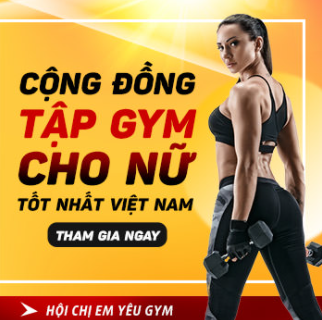 CỘNG ĐỒNG
TẬP GYM
CHO NỮ
TỐT NHẤT VIỆT NAM
THAM GIA NGAY
HỘI CHỊ EM YÊU GYM